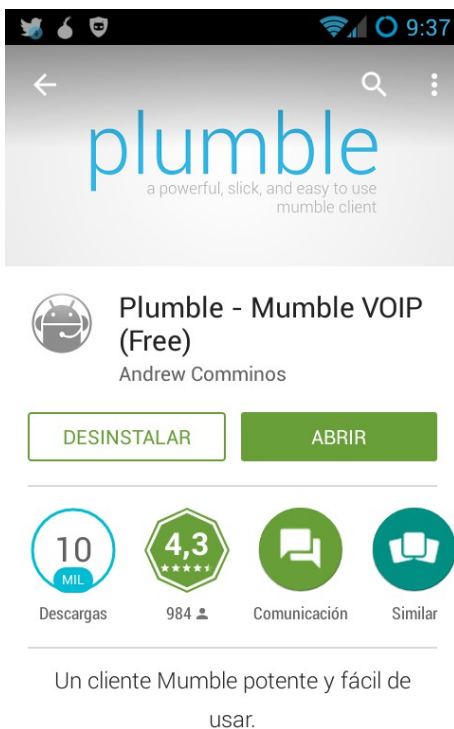 9:37
plumble
a powerful, slick, and easy to use
mumble client
Plumble - Mumble VOIP
(Free)
Andrew Comminos
DESINSTALAR
ABRIR
10
MIL
4,3
Descargas
984
Comunicación
Similar
Un cliente Mumble potente y fácil de
usar.